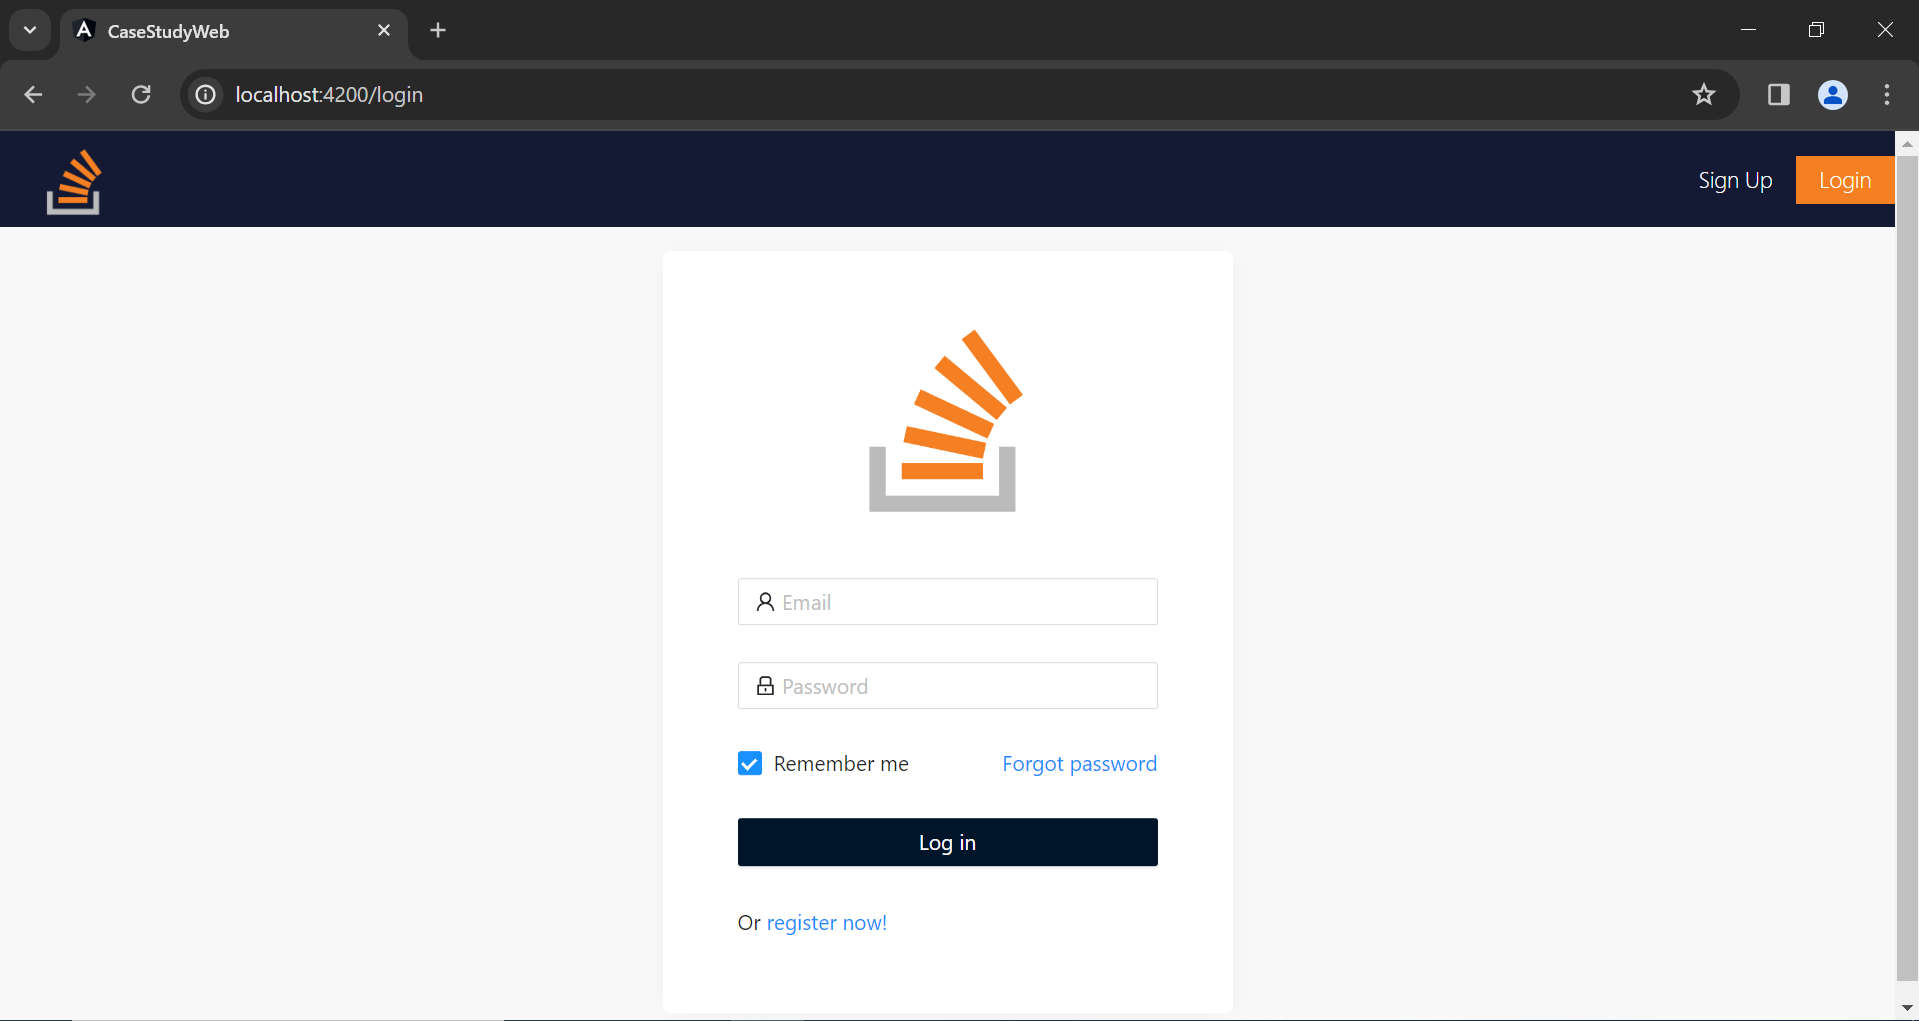 CaseStudyWeb
localhost:4200/login
Sign Up Login
Email
Password
Remember me Forgot password
Log in
Or register now!